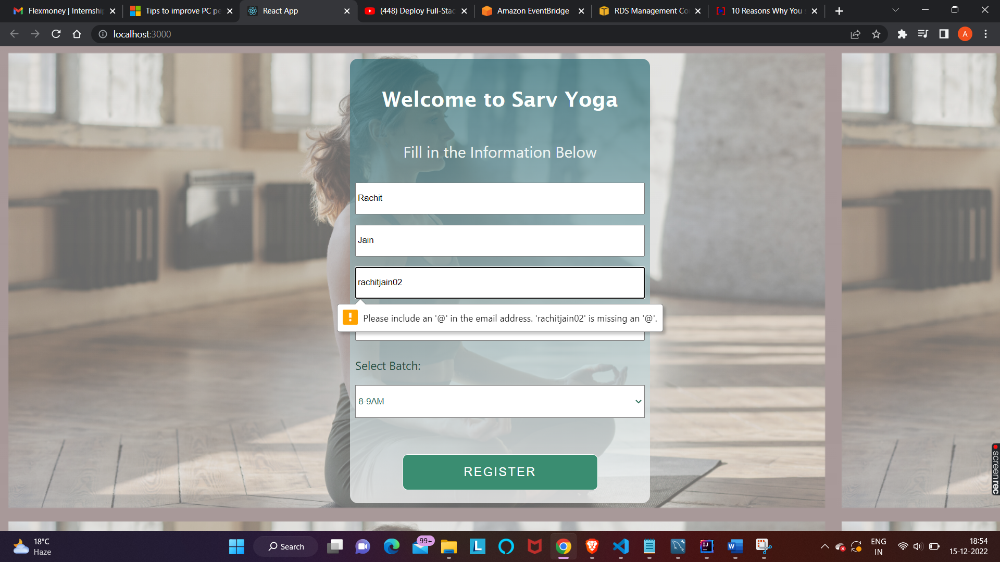 Flexmoney | Internship
Tips to improve PC pe
React App
(448) Deploy Full-Stac
Amazon EventBridge
RDS Management Co
10 Reasons Why You s
localhost:3000
A
Welcome to Sarv Yoga
Fill in the Information Below
Rachit
Jain
rachitjain02
Please include an '@' in the email address. 'rachitjain02' is missing an '@'.
Select Batch:
8-9AM
REGISTER
screenrec
18°C
Haze
Search
99+
L
IJ
W
ENG
IN
18:54
15-12-2022